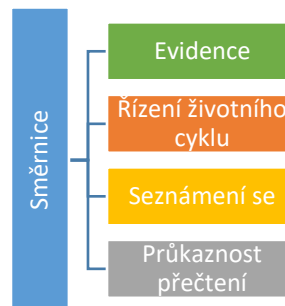 Směrnice
Evidence
Řízení životního
cyklu
Seznámení se
Průkaznost
přečtení